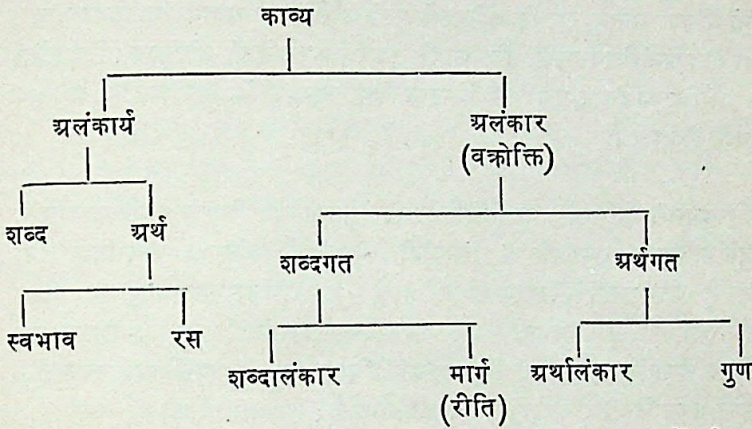 काव्य
अलंकार्य अलंकार
(वक्रोक्ति)
शब्द अर्थ
शब्दगत अर्थगत
स्वभाव रस
शब्दालंकार मार्ग अर्थालंकार गुण
(रीति)